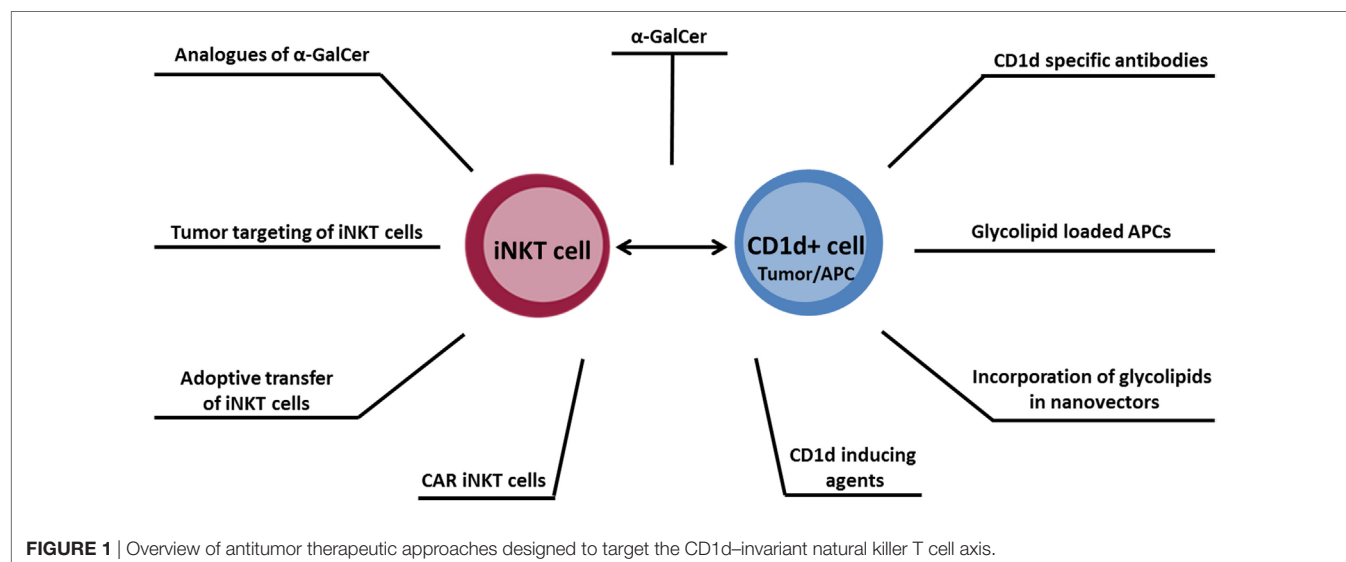 α-GalCer
Analogues of α-GalCer
CD1d specific antibodies
Tumor targeting of iNKT cells
iNKT cell
CD1d+ cell
Tumor/APC
Glycolipid loaded APCs
Adoptive transfer
of iNKT cells
Incorporation of glycolipids
in nanovectors
CAR iNKT cells
CD1d inducing
agents
FIGURE 1 | Overview of antitumor therapeutic approaches designed to target the CD1d–invariant natural killer T cell axis.